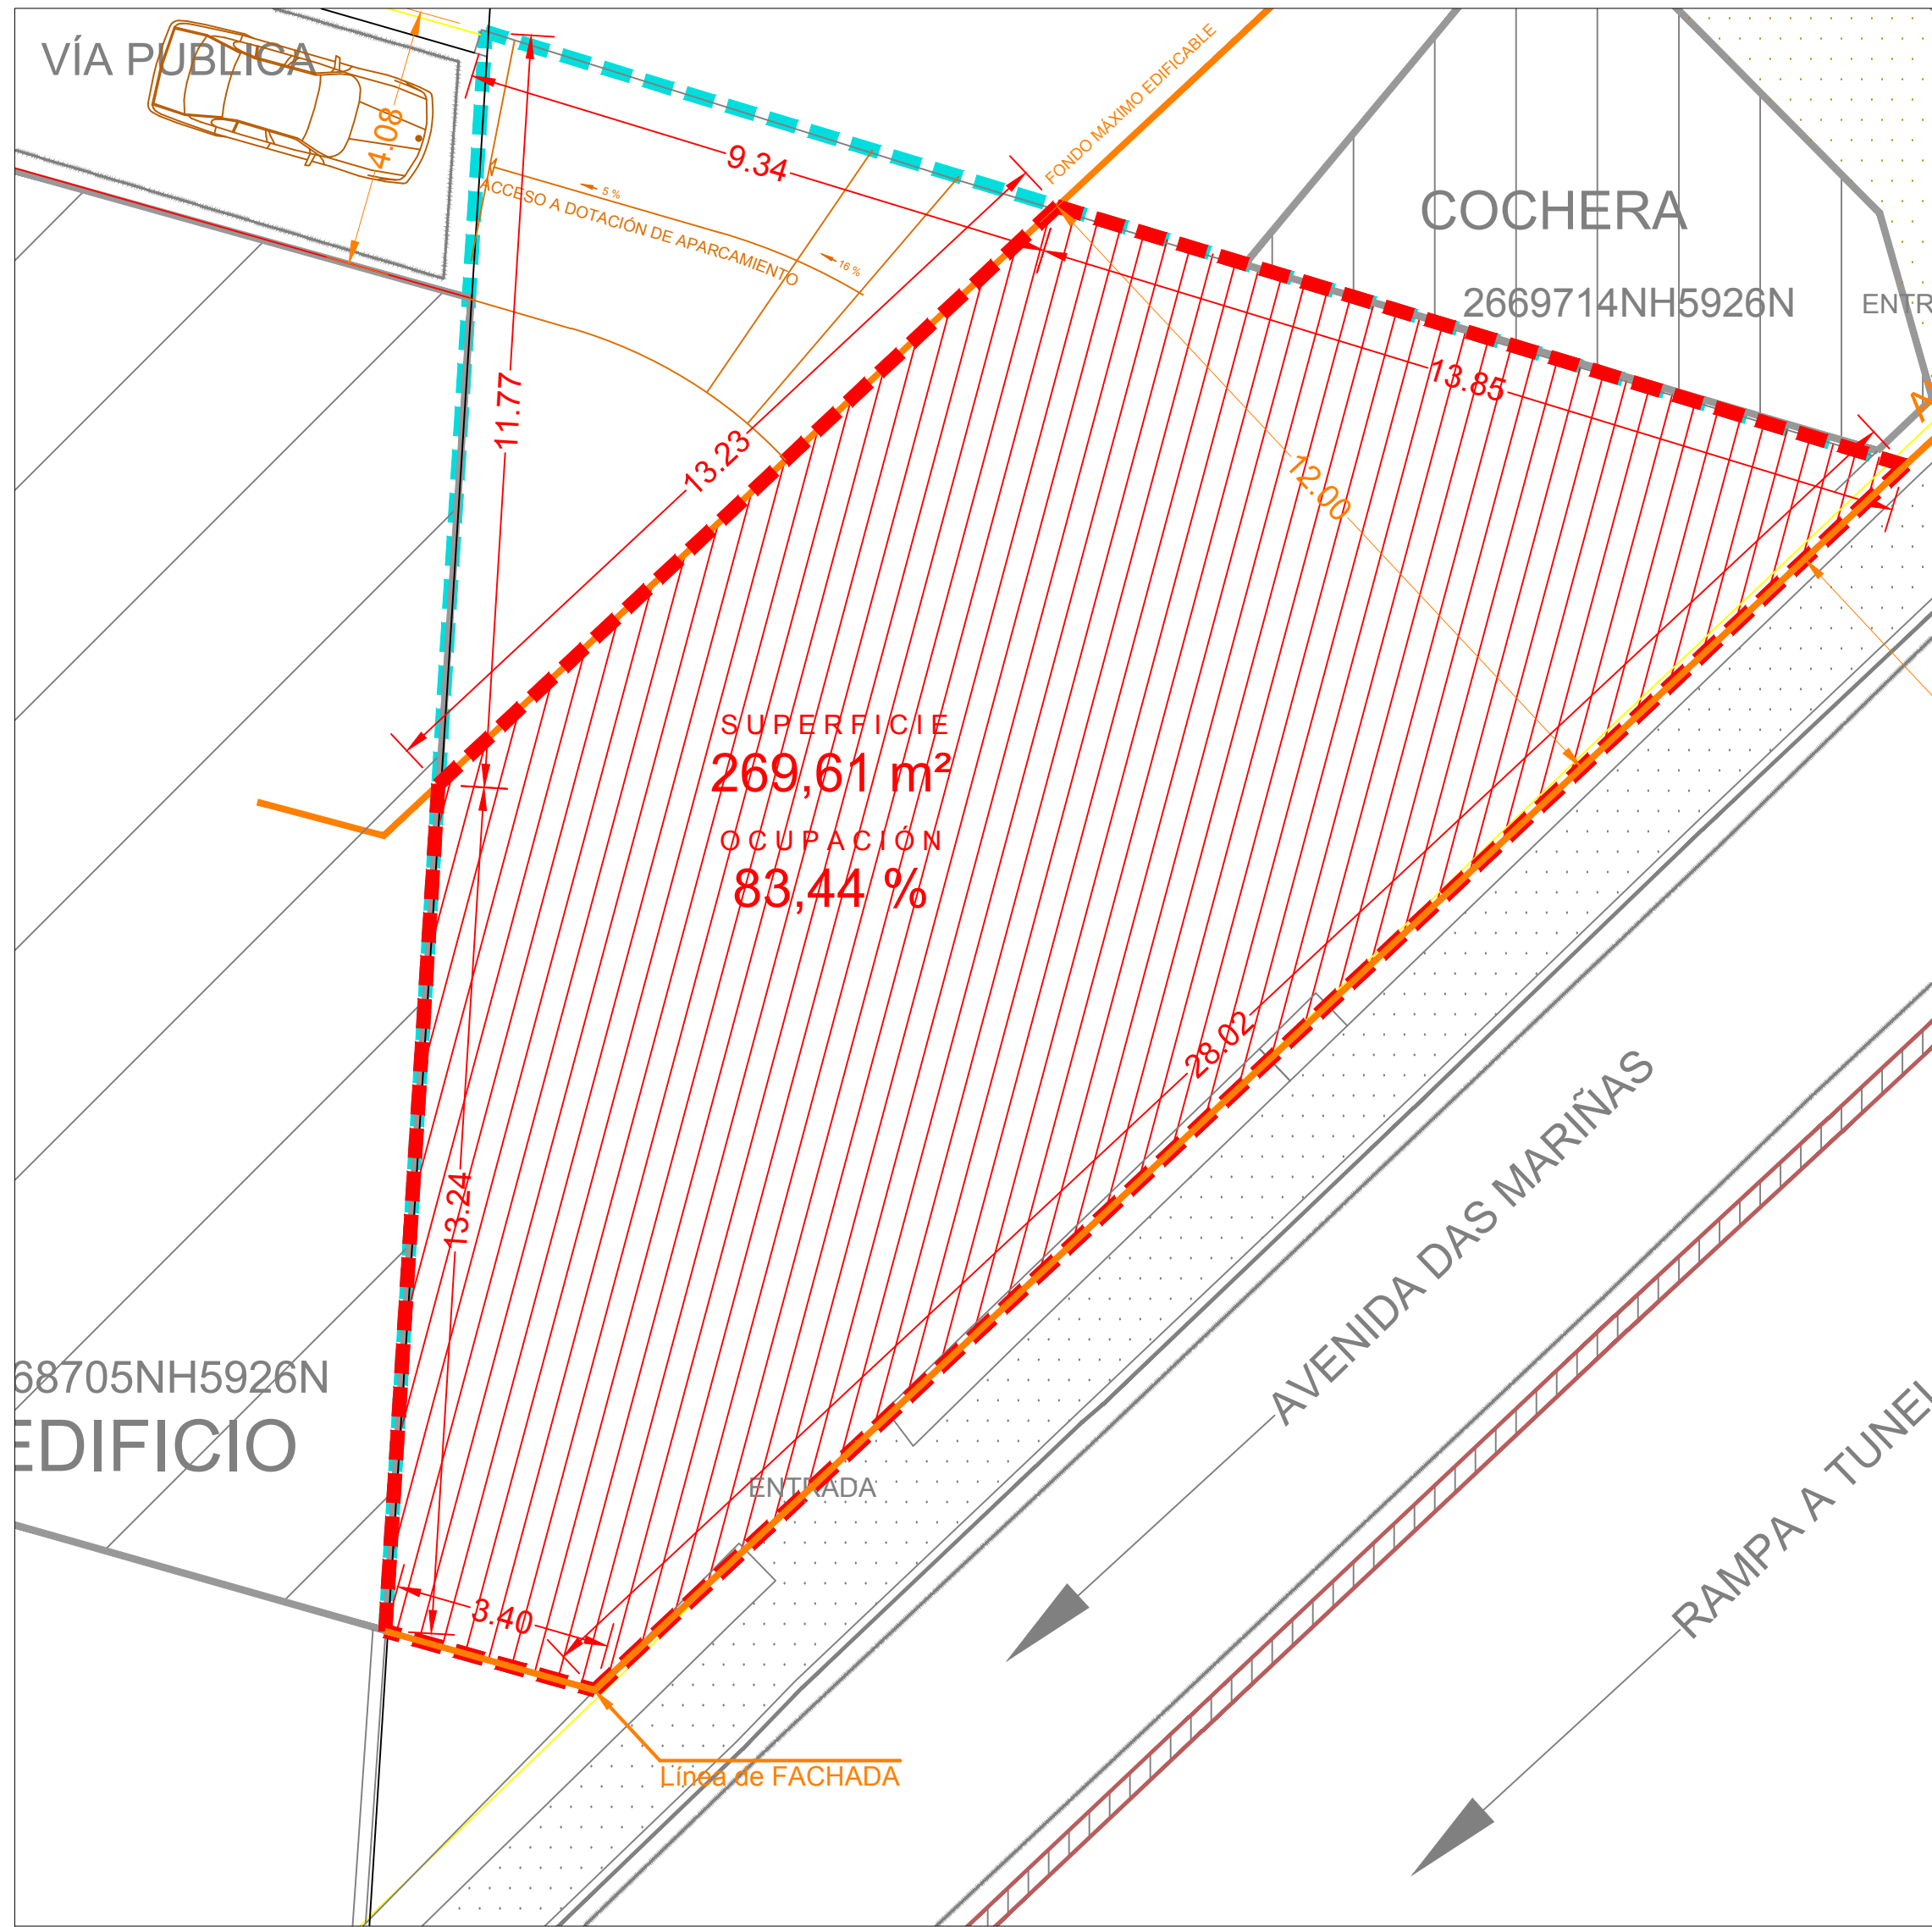 VÍA PUBLICA
4.08
9.34
FONDO MÁXIMO EDIFICABLE
COCHERA
2669714NH5926N
ENTR
5 %
ACCESO A DOTACIÓN DE APARCAMIENTO
16 %
11.77
13.23
13.85
12.00
SUPERFICIE
269,61 m²
OCUPACIÓN
83,44 %
28.02
13.24
AVENIDA DAS MARIÑAS
68705NH5926N
EDIFICIO
ENTRADA
RAMPA A TUNEL
3.40
Línea de FACHADA